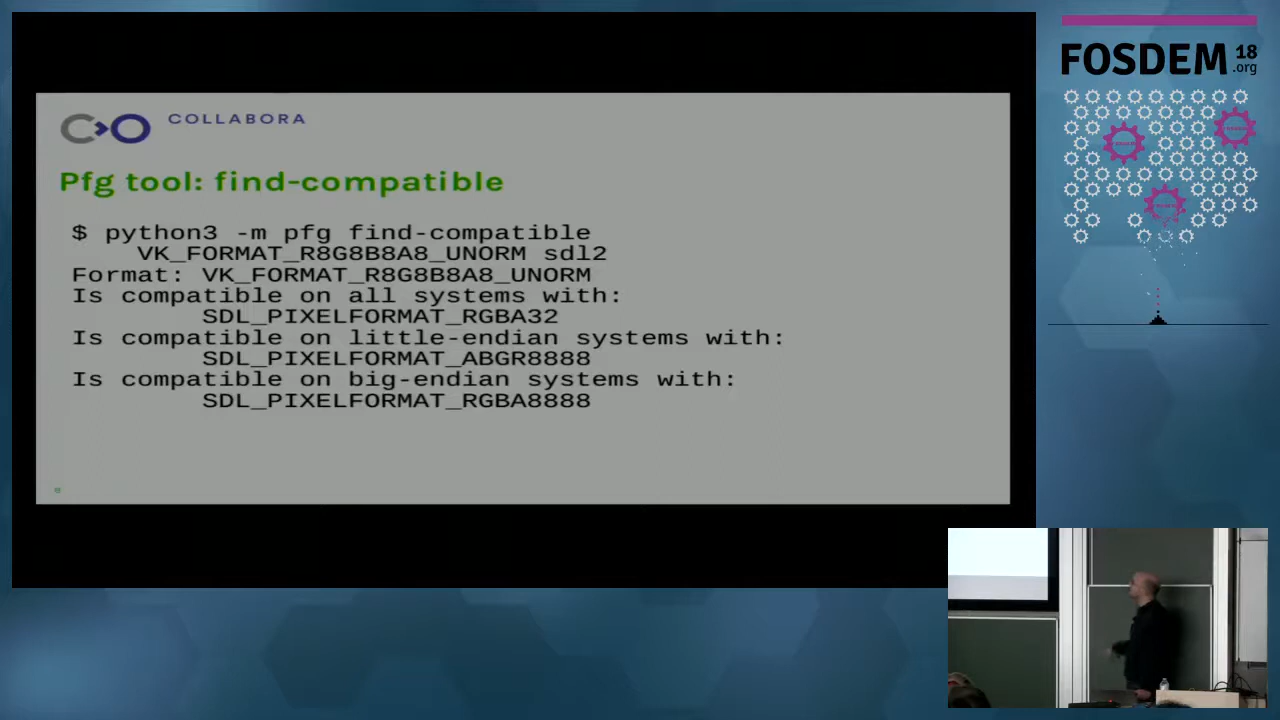 COLLABORA
Pfg tool: find-compatible
$ python3 -m pfg find-compatible
VK_FORMAT_R8G8B8A8_UNORM sdl2
Format: VK_FORMAT_R8G8B8A8_UNORM
Is compatible on all systems with:
SDL_PIXELFORMAT_RGBA32
Is compatible on little-endian systems with:
SDL_PIXELFORMAT_ABGR8888
Is compatible on big-endian systems with:
SDL_PIXELFORMAT_RGBA8888
FOSDEM 18
.org